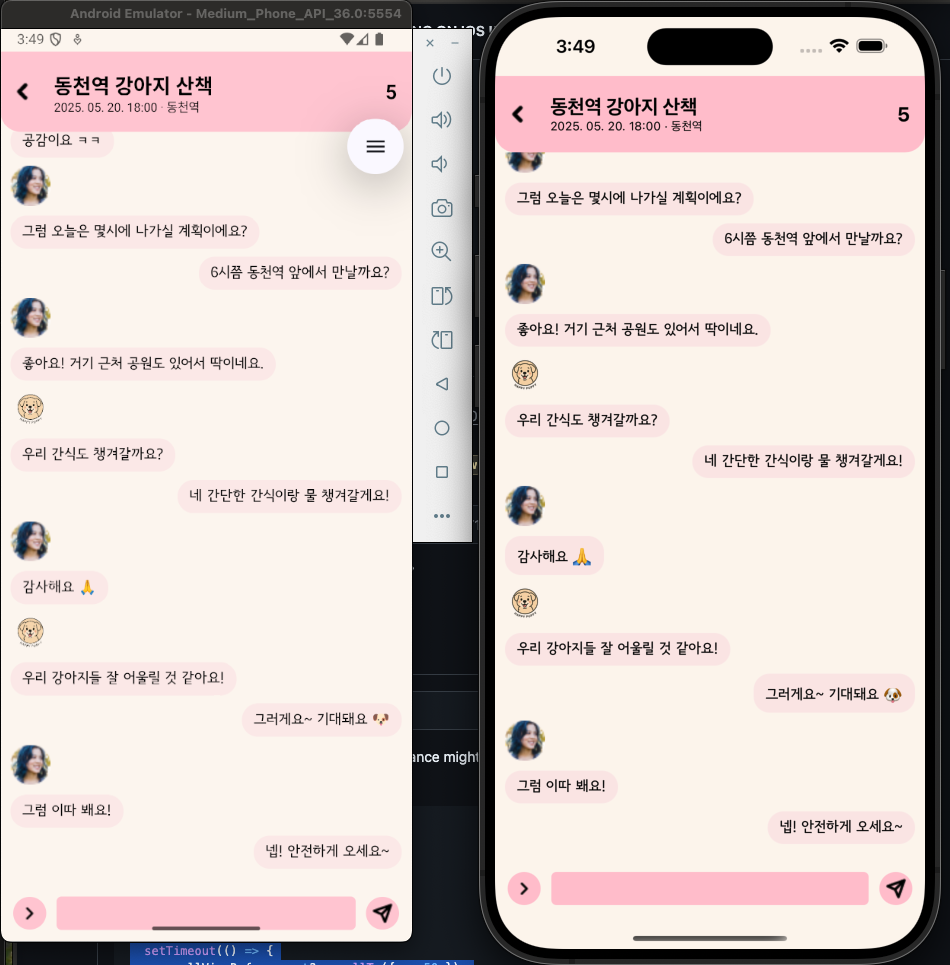 Android Emulator - Medium_Phone_API_36.0:5554
3:49
동천역 강아지 산책
2025. 05. 20. 18:00 · 동천역
5
공감이요 ㅋㅋ
그럼 오늘은 몇시에 나가실 계획이에요?
6시쯤 동천역 앞에서 만날까요?
좋아요! 거기 근처 공원도 있어서 딱이네요.
우리 간식도 챙겨갈까요?
네 간단한 간식이랑 물 챙겨갈게요!
감사해요 🙏
우리 강아지들 잘 어울릴 것 같아요!
그러게요~ 기대돼요 🐶
그럼 이따 봬요!
넵! 안전하게 오세요~
setTimeout(() => {
ance might
3:49
동천역 강아지 산책
2025. 05. 20. 18:00 · 동천역
5
그럼 오늘은 몇시에 나가실 계획이에요?
6시쯤 동천역 앞에서 만날까요?
좋아요! 거기 근처 공원도 있어서 딱이네요.
우리 간식도 챙겨갈까요?
네 간단한 간식이랑 물 챙겨갈게요!
감사해요 🙏
우리 강아지들 잘 어울릴 것 같아요!
그러게요~ 기대돼요 🐶
그럼 이따 봬요!
넵! 안전하게 오세요~